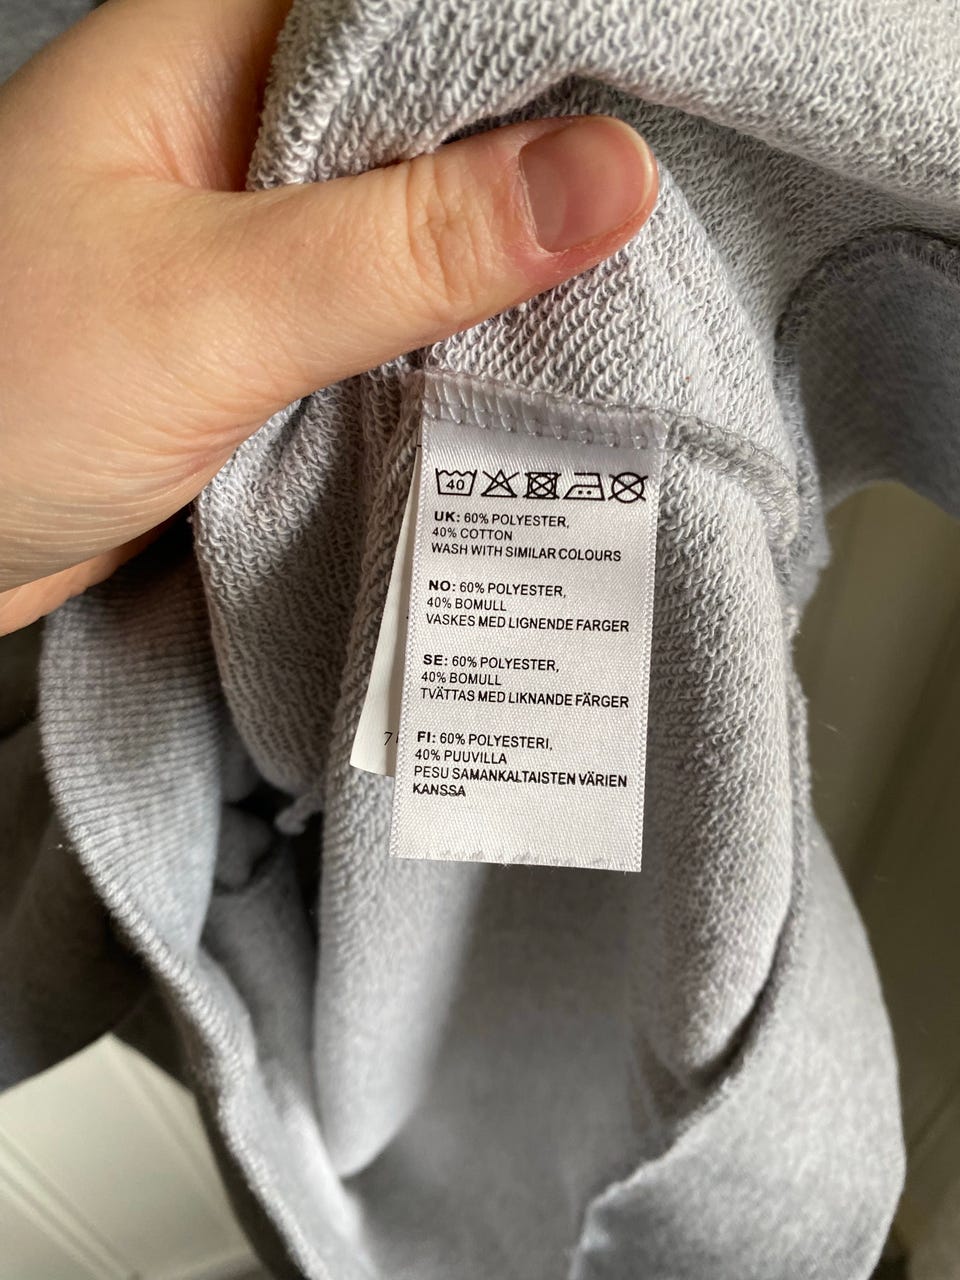 40
UK: 60% POLYESTER,
40% COTTON
WASH WITH SIMILAR COLOURS
NO: 60% POLYESTER,
40% BOMULL
VASKES MED LIGNENDE FARGER
SE: 60% POLYESTER,
40% BOMULL
TVÄTTAS MED LIKNANDE FÄRGER
FI: 60% POLYESTERI,
40% PUUVILLA
PESU SAMANKALTAISTEN VÄRIEN
KANSSA